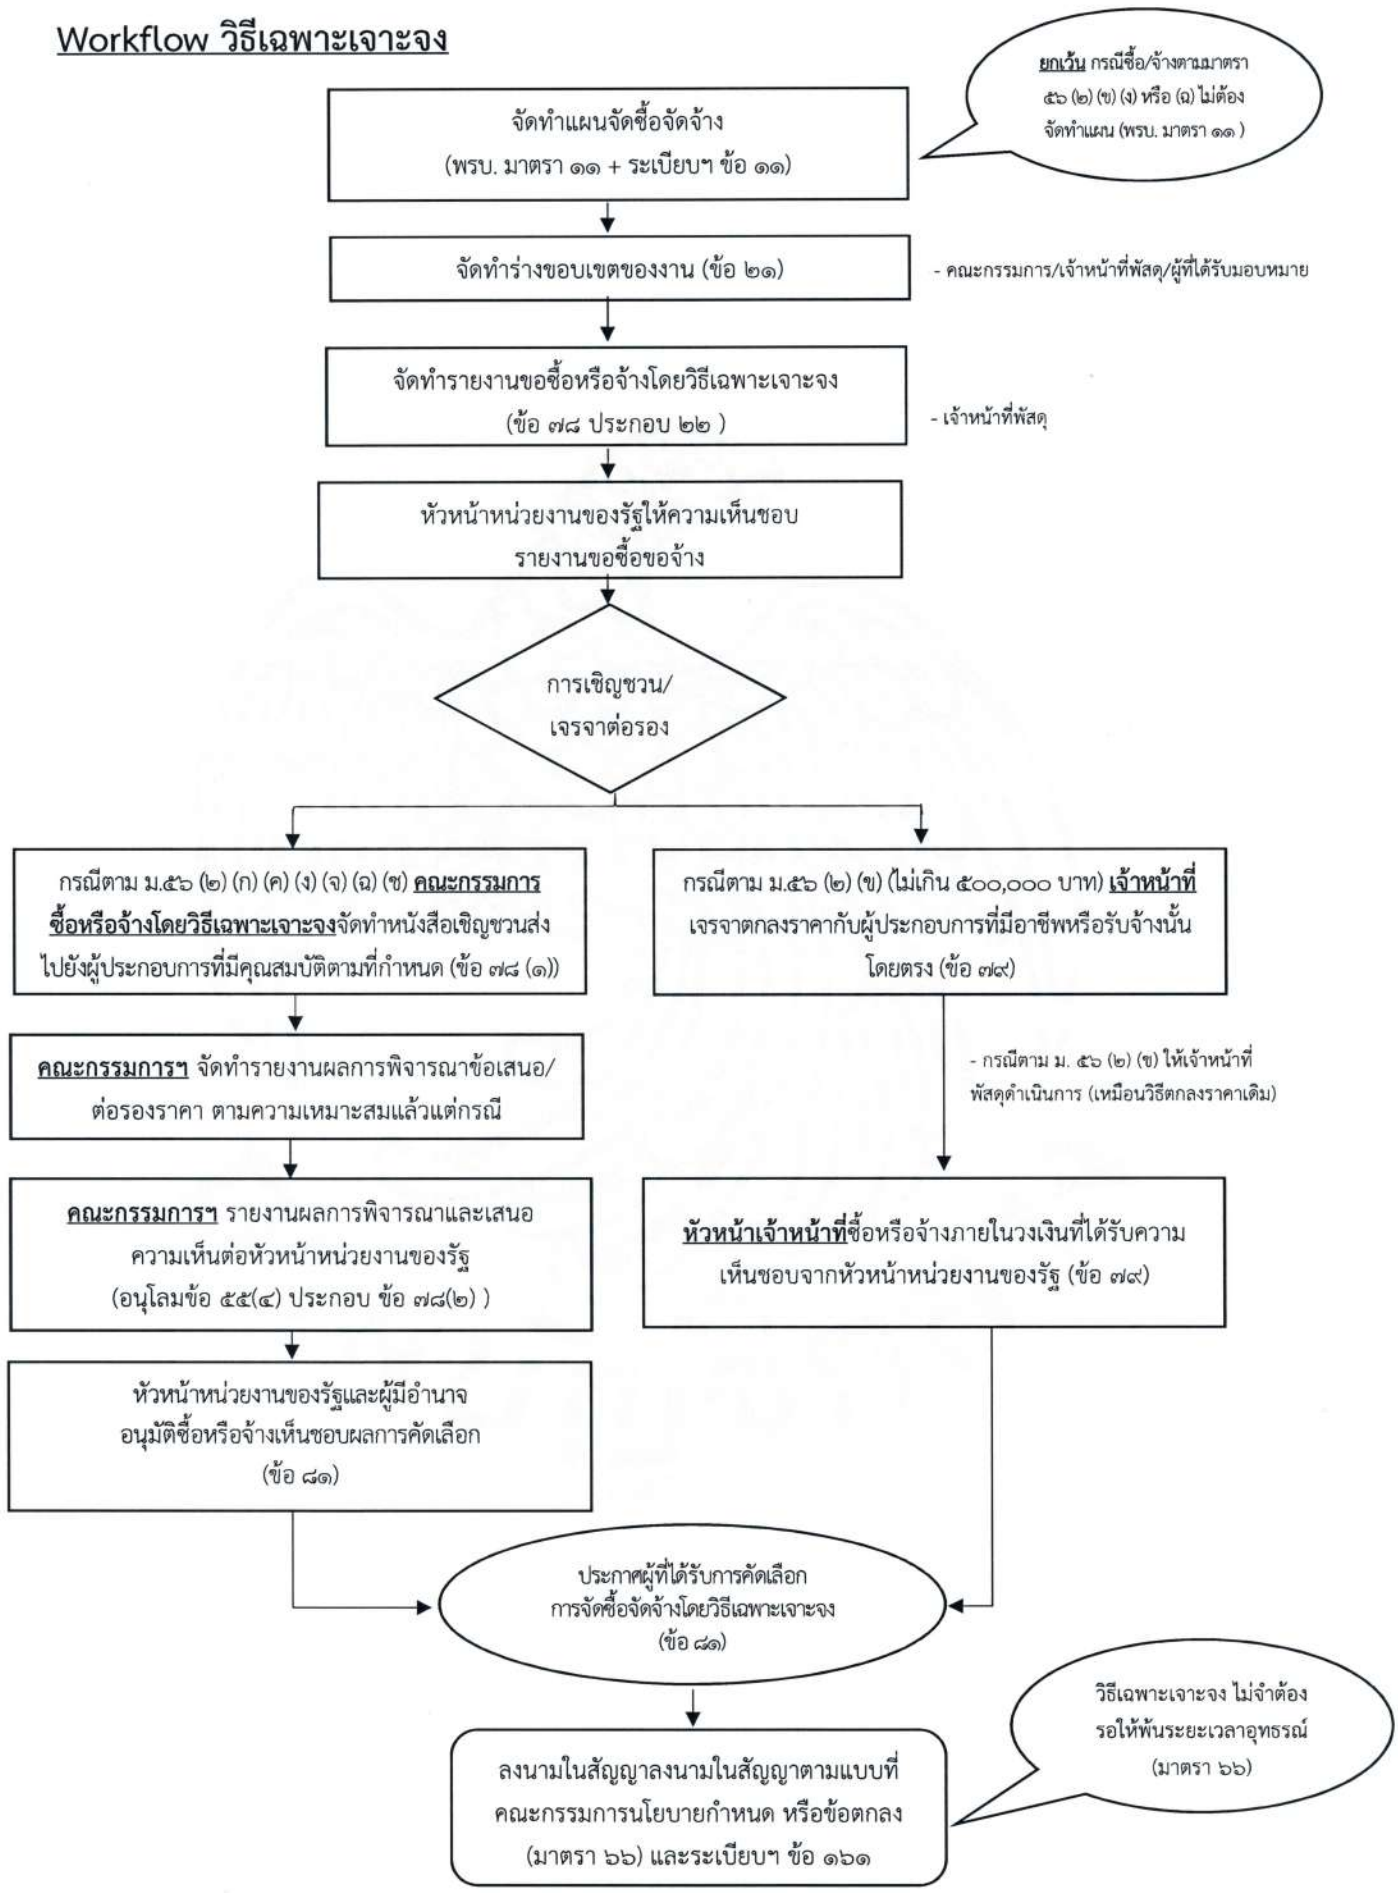 Workflow วิธีเฉพาะเจาะจง
ยกเว้น กรณีซื้อ/จ้างตามมาตรา
๕๖ (๒) (ข) (ง) หรือ (ฉ) ไม่ต้อง
จัดทำแผน (พรบ. มาตรา ๑๑ )
จัดทำแผนจัดซื้อจัดจ้าง
(พรบ. มาตรา ๑๑ + ระเบียบฯ ข้อ ๑๑)
จัดทำร่างขอบเขตของงาน (ข้อ ๒๑)
- คณะกรรมการ/เจ้าหน้าที่พัสดุ/ผู้ที่ได้รับมอบหมาย
จัดทำรายงานขอซื้อหรือจ้างโดยวิธีเฉพาะเจาะจง
(ข้อ ๗๘ ประกอบ ๒๒ )
- เจ้าหน้าที่พัสดุ
หัวหน้าหน่วยงานของรัฐให้ความเห็นชอบ
รายงานขอซื้อขอจ้าง
การเชิญชวน/
เจรจาต่อรอง
กรณีตาม ม.๕๖ (๒) (ก) (ค) (ง) (จ) (ฉ) (ช) คณะกรรมการ
ซื้อหรือจ้างโดยวิธีเฉพาะเจาะจงจัดทำหนังสือเชิญชวนส่ง
ไปยังผู้ประกอบการที่มีคุณสมบัติตามที่กำหนด (ข้อ ๗๘ (๑))
กรณีตาม ม.๕๖ (๒) (ข) (ไม่เกิน ๕๐๐,๐๐๐ บาท) เจ้าหน้าที่
เจรจาตกลงราคากับผู้ประกอบการที่มีอาชีพหรือรับจ้างนั้น
โดยตรง (ข้อ ๗๙)
คณะกรรมการฯ จัดทำรายงานผลการพิจารณาข้อเสนอ/
ต่อรองราคา ตามความเหมาะสมแล้วแต่กรณี
- กรณีตาม ม. ๕๖ (๒) (ข) ให้เจ้าหน้าที่
พัสดุดำเนินการ (เหมือนวิธีตกลงราคาเดิม)
คณะกรรมการฯ รายงานผลการพิจารณาและเสนอ
ความเห็นต่อหัวหน้าหน่วยงานของรัฐ
(อนุโลมข้อ ๕๕(๔) ประกอบ ข้อ ๗๘(๒) )
หัวหน้าเจ้าหน้าที่ซื้อหรือจ้างภายในวงเงินที่ได้รับความ
เห็นชอบจากหัวหน้าหน่วยงานของรัฐ (ข้อ ๗๙)
หัวหน้าหน่วยงานของรัฐและผู้มีอำนาจ
อนุมัติซื้อหรือจ้างเห็นชอบผลการคัดเลือก
(ข้อ ๘๑)
ประกาศผู้ที่ได้รับการคัดเลือก
การจัดซื้อจัดจ้างโดยวิธีเฉพาะเจาะจง
(ข้อ ๘๑)
วิธีเฉพาะเจาะจง ไม่จำต้อง
รอให้พ้นระยะเวลาอุทธรณ์
(มาตรา ๖๖)
ลงนามในสัญญาลงนามในสัญญาตามแบบที่
คณะกรรมการนโยบายกำหนด หรือข้อตกลง
(มาตรา ๖๖) และระเบียบฯ ข้อ ๑๖๑